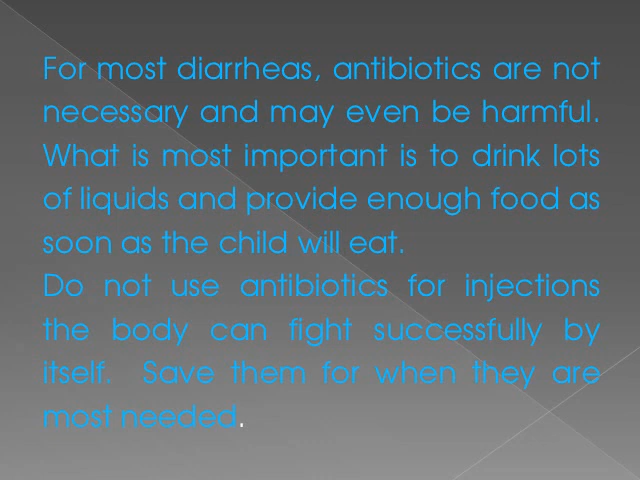 For most diarrheas, antibiotics are not
necessary and may even be harmful.
What is most important is to drink lots
of liquids and provide enough food as
soon as the child will eat.
Do not use antibiotics for injections
the body can fight successfully by
itself. Save them for when they are
most needed.